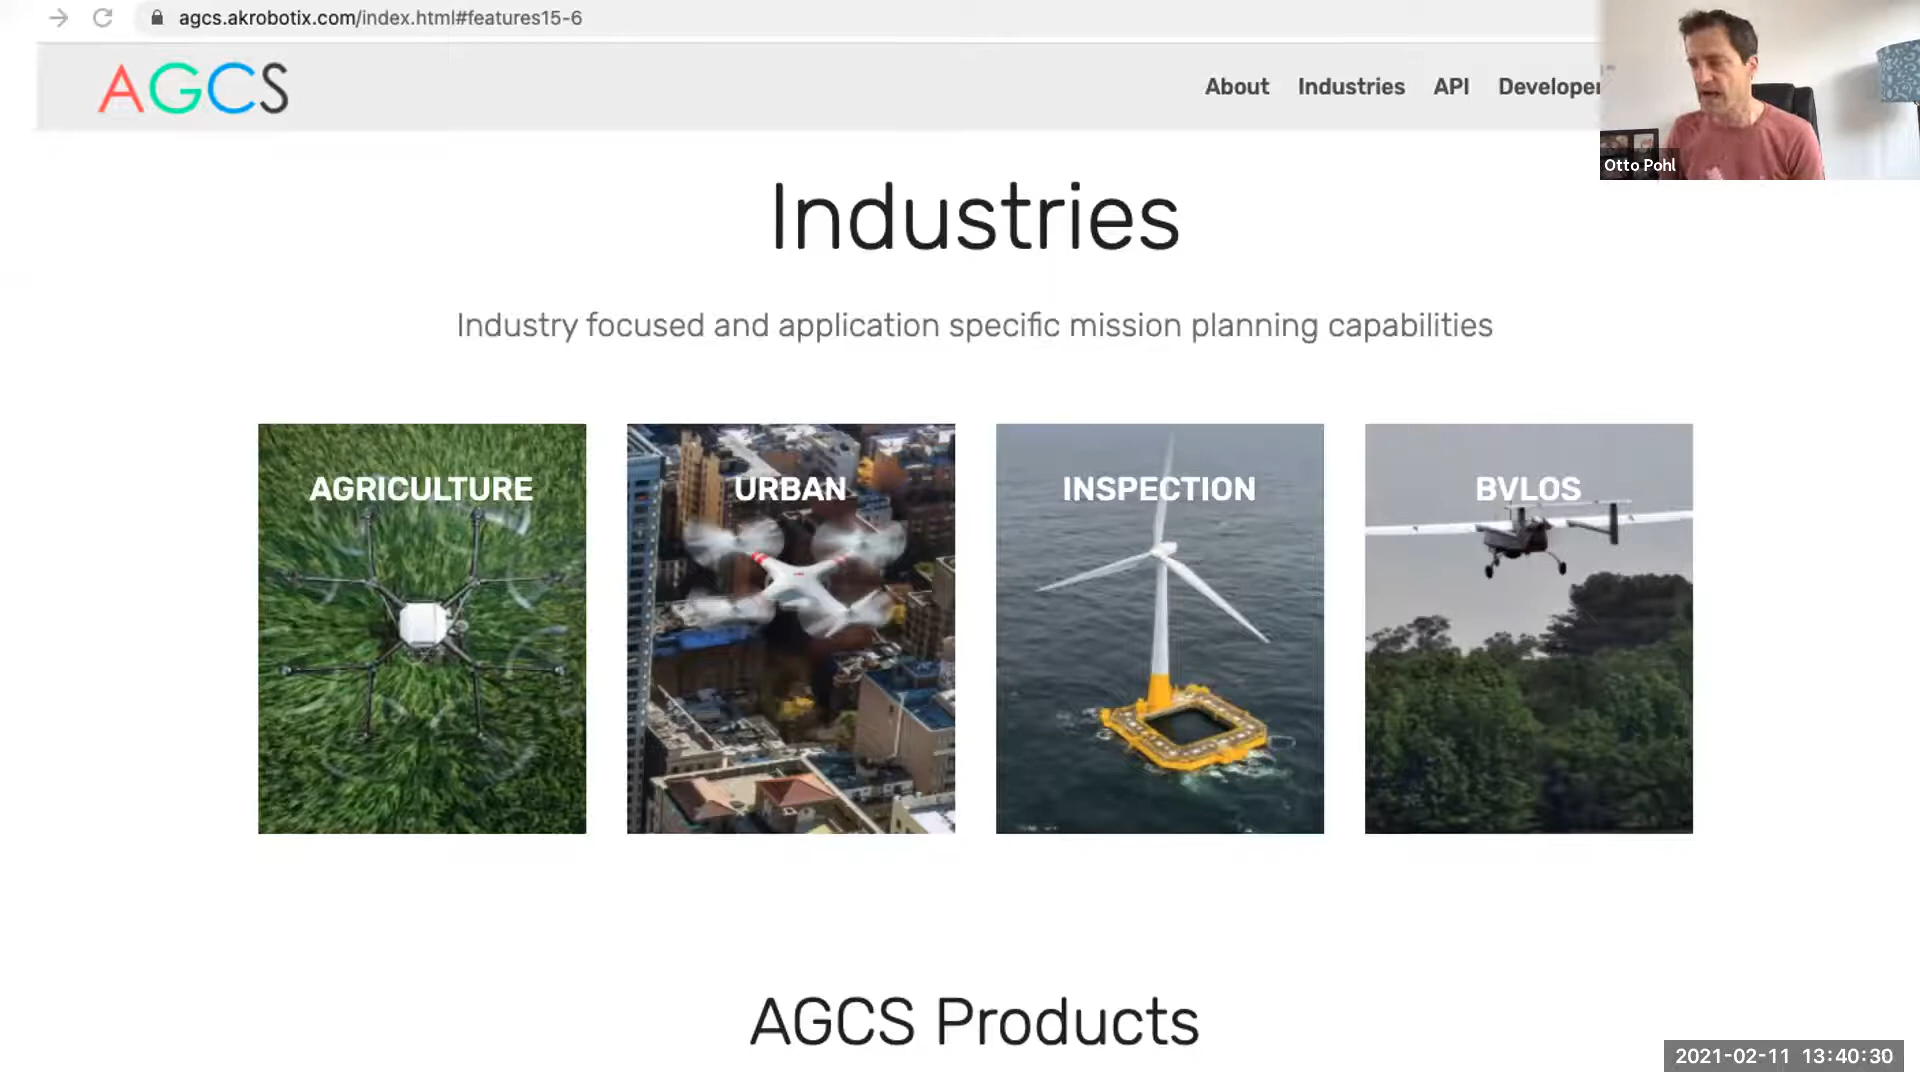 agcs.akrobotix.com/index.html#features15-6
AGCS
About Industries API Developer
Otto Pohl
Industries
Industry focused and application specific mission planning capabilities
AGRICULTURE
URBAN
INSPECTION
BVLOS
AGCS Products
2021-02-11 13:40:30